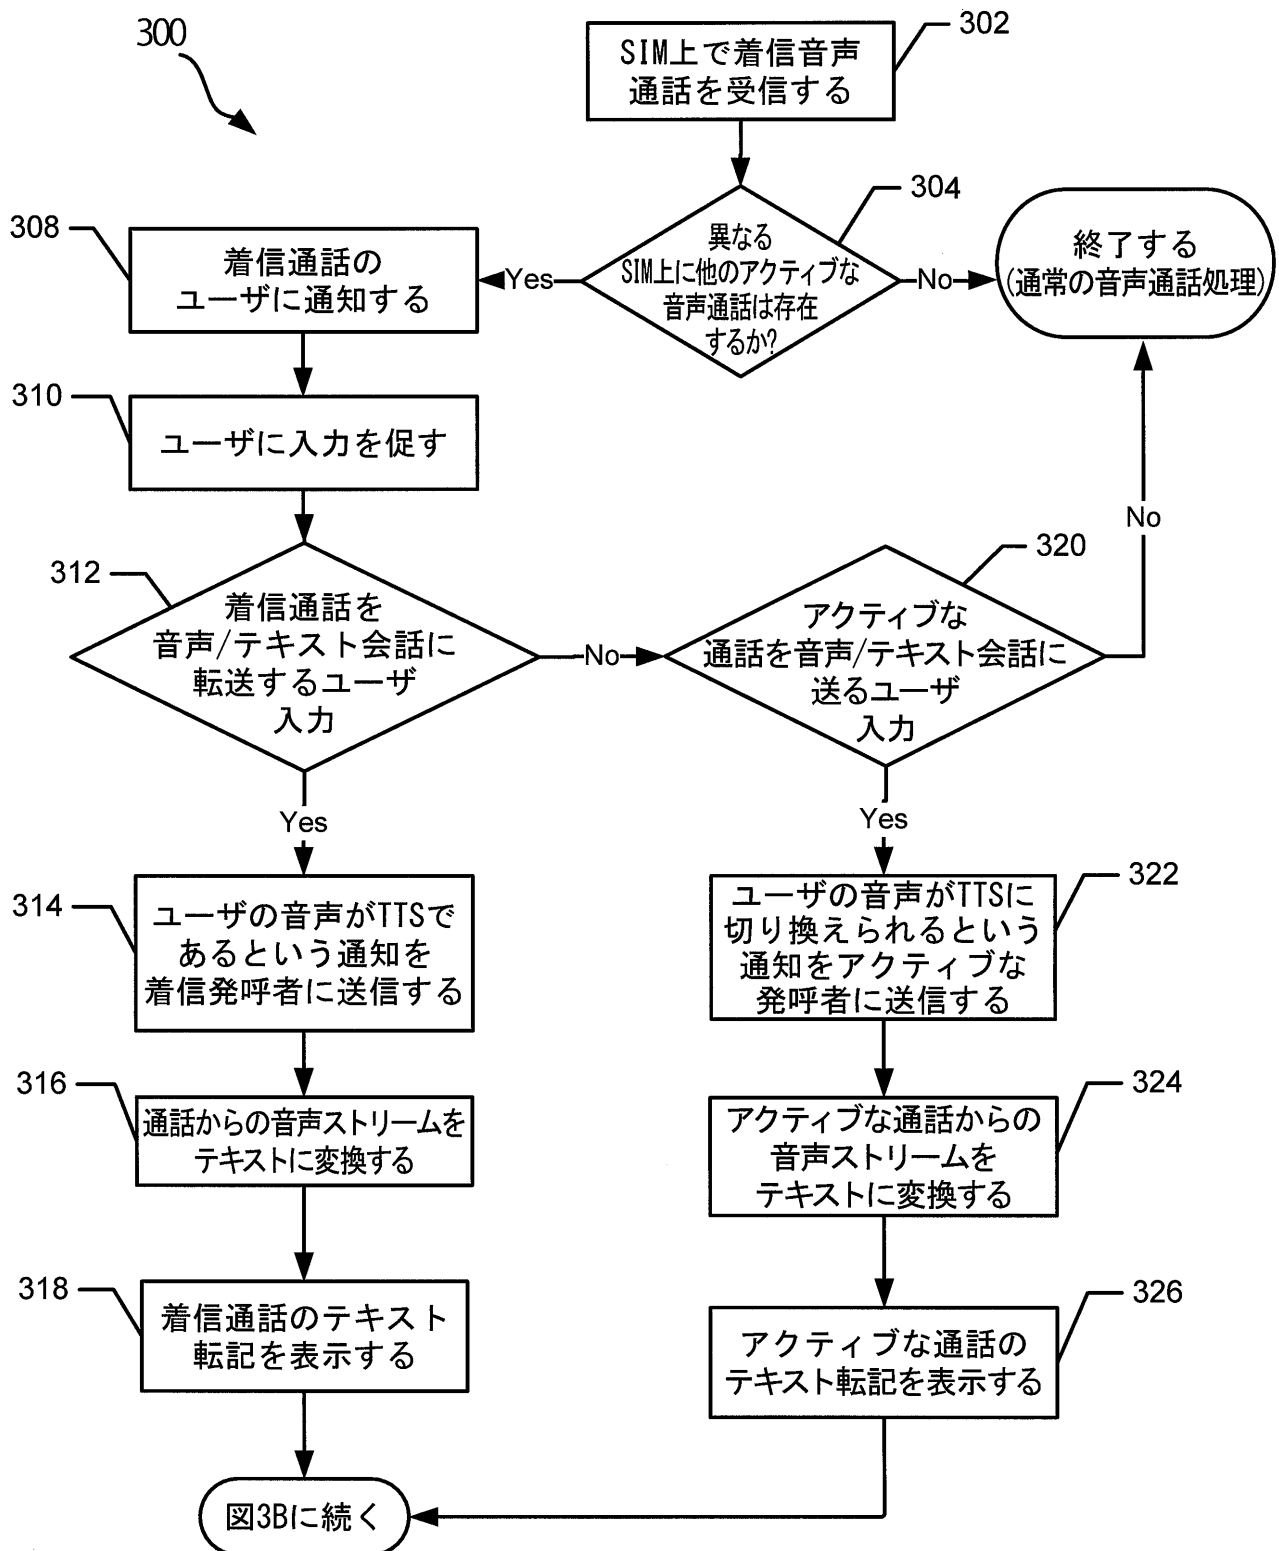 300
302
SIM上で着信音声
通話を受信する
304
異なる
SIM上に他のアクティブな
音声通話は存在
するか?
Yes
No
終了する
(通常の音声通話処理)
308
着信通話の
ユーザに通知する
310
ユーザに入力を促す
312
着信通話を
音声/テキスト会話に
転送するユーザ
入力
No
Yes
320
アクティブな
通話を音声/テキスト会話に
送るユーザ
入力
No
Yes
314
ユーザの音声がTTSで
あるという通知を
着信発呼者に送信する
322
ユーザの音声がTTSに
切り換えられるという
通知をアクティブな
発呼者に送信する
316
通話からの音声ストリームを
テキストに変換する
324
アクティブな通話からの
音声ストリームを
テキストに変換する
318
着信通話のテキスト
転記を表示する
326
アクティブな通話の
テキスト転記を表示する
図3Bに続く